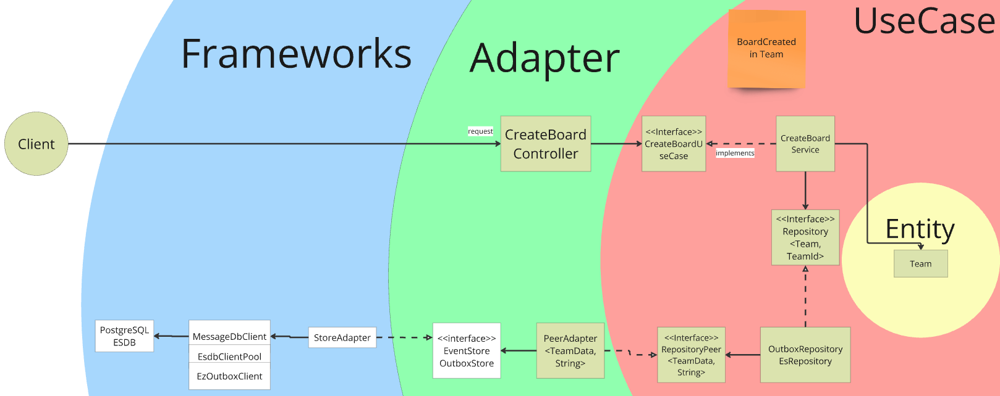 UseCase
Frameworks
Adapter
BoardCreated
in Team
Client
request
CreateBoard
Controller
<<Interface>>
CreateBoardU
seCase
implements
CreateBoard
Service
<<Interface>>
Repository
<Team,
TeamId>
Entity
Team
PostgreSQL
ESDB
MessageDbClient
EsdbClientPool
EzOutboxClient
StoreAdapter
<<interface>>
EventStore
OutboxStore
PeerAdapter
<TeamData,
String>
<<Interface>>
RepositoryPeer
<TeamData,
String>
OutboxRepository
EsRepository